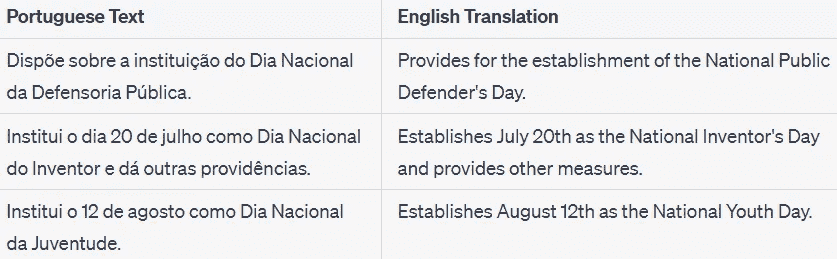 Portuguese Text
English Translation
Dispõe sobre a instituição do Dia Nacional
da Defensoria Pública.
Provides for the establishment of the National Public
Defender's Day.
Institui o dia 20 de julho como Dia Nacional
do Inventor e dá outras providências.
Establishes July 20th as the National Inventor's Day
and provides other measures.
Institui o 12 de agosto como Dia Nacional
da Juventude.
Establishes August 12th as the National Youth Day.